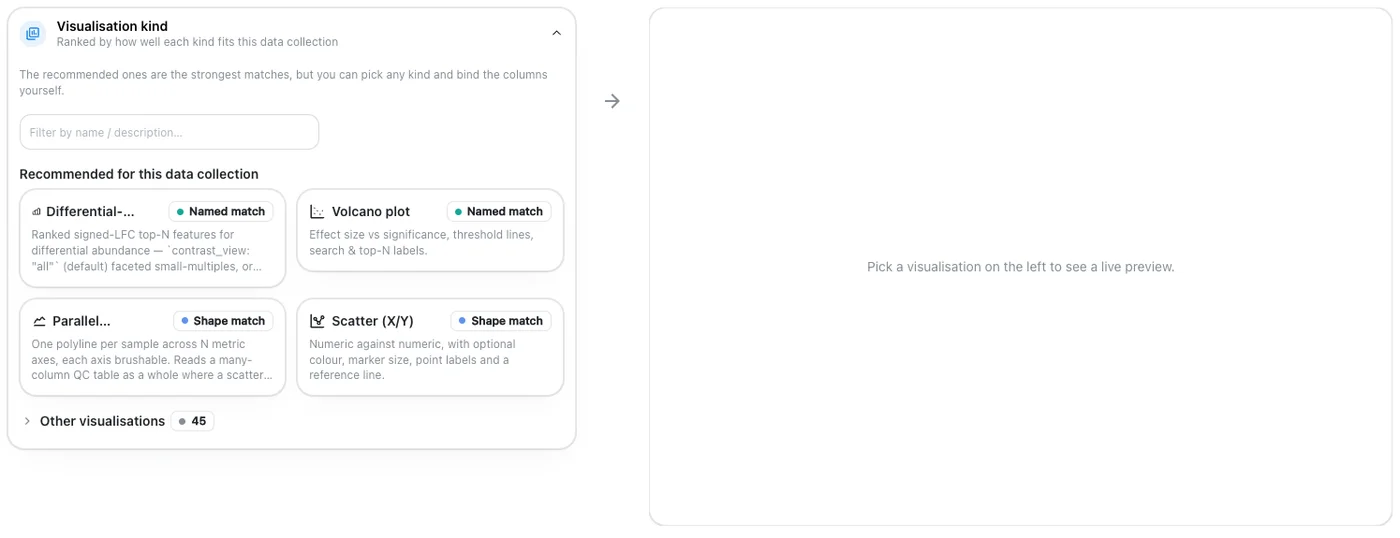 Visualisation kind
Ranked by how well each kind fits this data collection
The recommended ones are the strongest matches, but you can pick any kind and bind the columns
yourself.
Filter by name / description...
Recommended for this data collection
Differential-...
Named match
Ranked signed-LFC top-N features for
differential abundance — `contrast_view:
"all"` (default) faceted small-multiples, or...
Volcano plot
Named match
Effect size vs significance, threshold lines,
search & top-N labels.
Parallel...
Shape match
One polyline per sample across N metric
axes, each axis brushable. Reads a many-
column QC table as a whole where a scatter...
Scatter (X/Y)
Shape match
Numeric against numeric, with optional
colour, marker size, point labels and a
reference line.
Other visualisations
45
Pick a visualisation on the left to see a live preview.